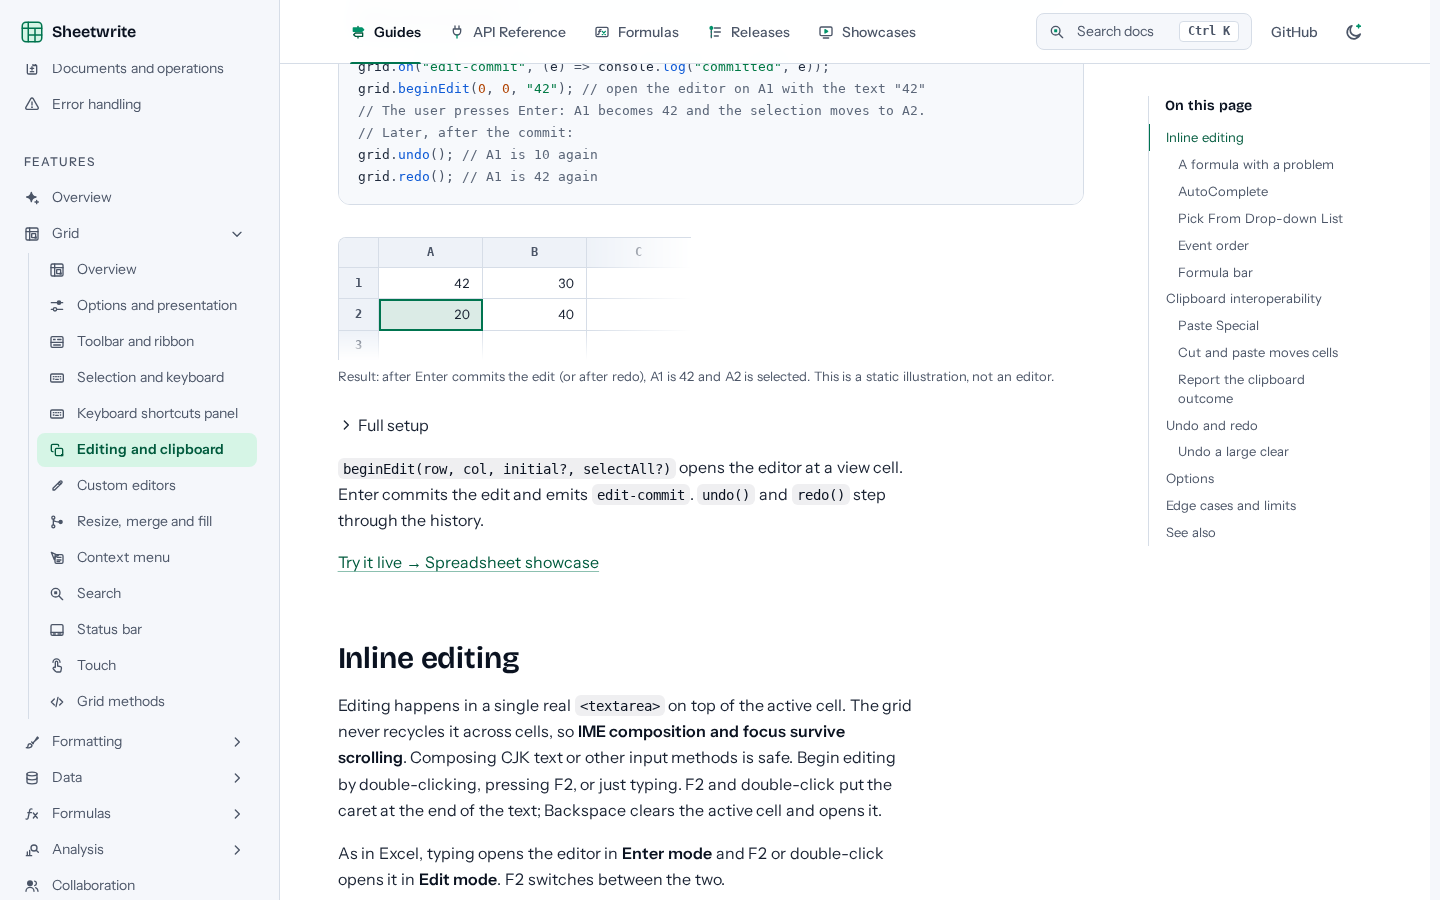 Sheetwrite
Guides
API Reference
Formulas
Releases
Showcases
Search docs
Ctrl K
GitHub
Documents and operations
Error handling
FEATURES
Overview
Grid
Overview
Options and presentation
Toolbar and ribbon
Selection and keyboard
Keyboard shortcuts panel
Editing and clipboard
Custom editors
Resize, merge and fill
Context menu
Search
Status bar
Touch
Grid methods
Formatting
Data
Formulas
Analysis
Collaboration
grid.on("edit-commit", (e) => console.log("committed", e));
grid.beginEdit(0, 0, "42"); // open the editor on A1 with the text "42"
// The user presses Enter: A1 becomes 42 and the selection moves to A2.
// Later, after the commit:
grid.undo(); // A1 is 10 again
grid.redo(); // A1 is 42 again
A B C
1 42 30
2 20 40
3
Result: after Enter commits the edit (or after redo), A1 is 42 and A2 is selected. This is a static illustration, not an editor.
Full setup
beginEdit(row, col, initial?, selectAll?) opens the editor at a view cell.
Enter commits the edit and emits edit-commit. undo() and redo() step
through the history.
Try it live → Spreadsheet showcase
Inline editing
Editing happens in a single real <textarea> on top of the active cell. The grid
never recycles it across cells, so IME composition and focus survive
scrolling. Composing CJK text or other input methods is safe. Begin editing
by double-clicking, pressing F2, or just typing. F2 and double-click put the
caret at the end of the text; Backspace clears the active cell and opens it.
As in Excel, typing opens the editor in Enter mode and F2 or double-click
opens it in Edit mode. F2 switches between the two.
On this page
Inline editing
A formula with a problem
AutoComplete
Pick From Drop-down List
Event order
Formula bar
Clipboard interoperability
Paste Special
Cut and paste moves cells
Report the clipboard
outcome
Undo and redo
Undo a large clear
Options
Edge cases and limits
See also